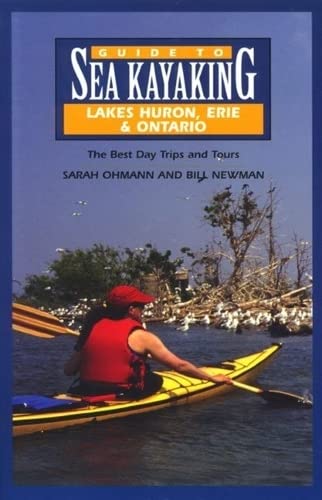 GUIDE TO
SEA KAYAKING
LAKES HURON, ERIE
& ONTARIO
The Best Day Trips and Tours
SARAH OHMANN AND BILL NEWMAN